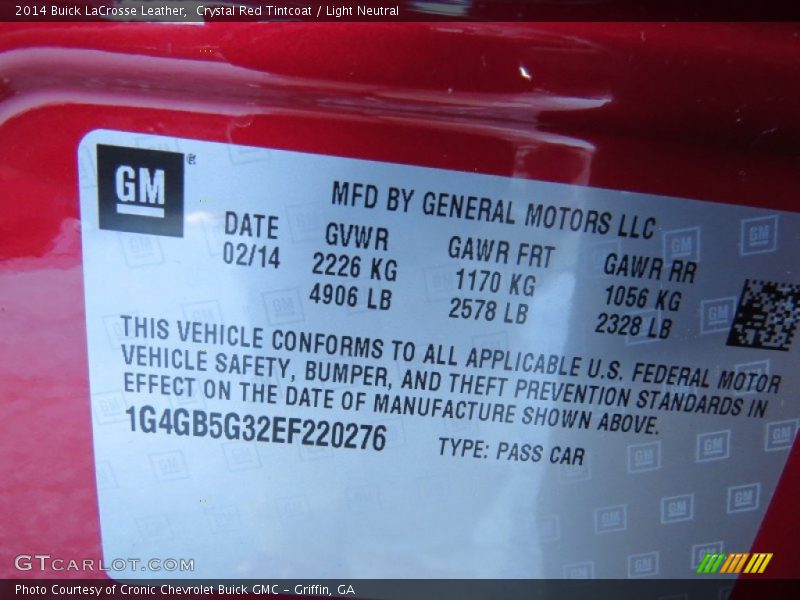 2014 Buick LaCrosse Leather,  Crystal Red Tintcoat / Light Neutral
GM ®
MFD BY GENERAL MOTORS LLC
DATE GVWR GAWR FRT GAWR RR
02/14 2226 KG 1170 KG 1056 KG
4906 LB 2578 LB 2328 LB
THIS VEHICLE CONFORMS TO ALL APPLICABLE U.S. FEDERAL MOTOR
VEHICLE SAFETY, BUMPER, AND THEFT PREVENTION STANDARDS IN
EFFECT ON THE DATE OF MANUFACTURE SHOWN ABOVE.
1G4GB5G32EF220276 TYPE: PASS CAR
GTCARLOT.COM
Photo Courtesy of Cronic Chevrolet Buick GMC – Griffin, GA